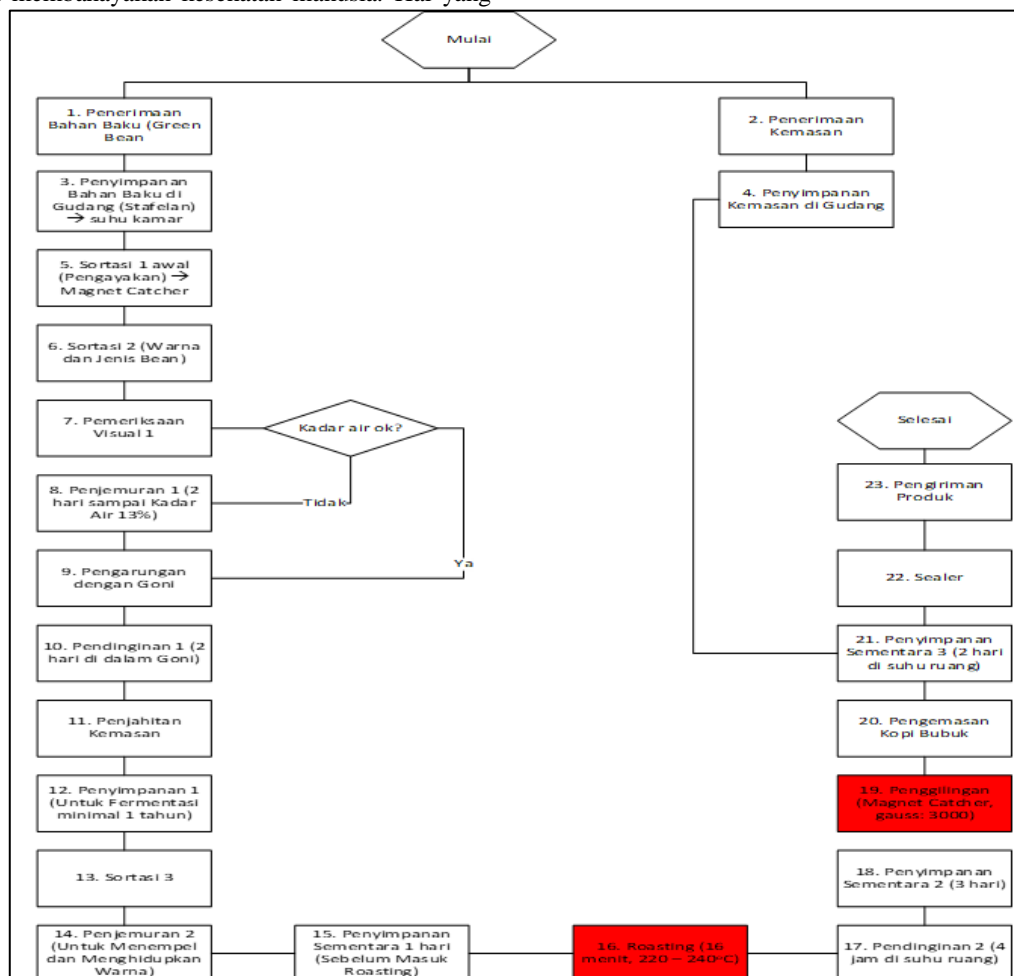 membahayakan kesehatan manusia. Hal yang
Mulai
1. Penerimaan
Bahan Baku (Green
Bean
2. Penerimaan
Kemasan
3. Penyimpanan
Bahan Baku di
Gudang (Stafelan)
→ suhu kamar
4. Penyimpanan
Kemasan di Gudang
5. Sortasi 1 awal
(Pengayakan) →
Magnet Catcher
6. Sortasi 2 (Warna
dan Jenis Bean)
7. Pemeriksaan
Visual 1
Kadar air ok?
8. Penjemuran 1 (2
hari sampai Kadar
Air 13%)
Tidak
Ya
9. Pengarungan
dengan Goni
10. Pendinginan 1 (2
hari di dalam Goni)
11. Penjahitan
Kemasan
12. Penyimpanan 1
(Untuk Fermentasi
minimal 1 tahun)
13. Sortasi 3
14. Penjemuran 2
(Untuk Menempel
dan Menghidupkan
Warna)
15. Penyimpanan
Sementara 1 hari
(Sebelum Masuk
Roasting)
16. Roasting (16
menit, 220 – 240°C)
17. Pendinginan 2 (4
jam di suhu ruang)
18. Penyimpanan
Sementara 2 (3 hari)
19. Penggilingan
(Magnet Catcher,
gauss: 3000)
20. Pengemasan
Kopi Bubuk
21. Penyimpanan
Sementara 3 (2 hari
di suhu ruang)
22. Sealer
23. Pengiriman
Produk
Selesai